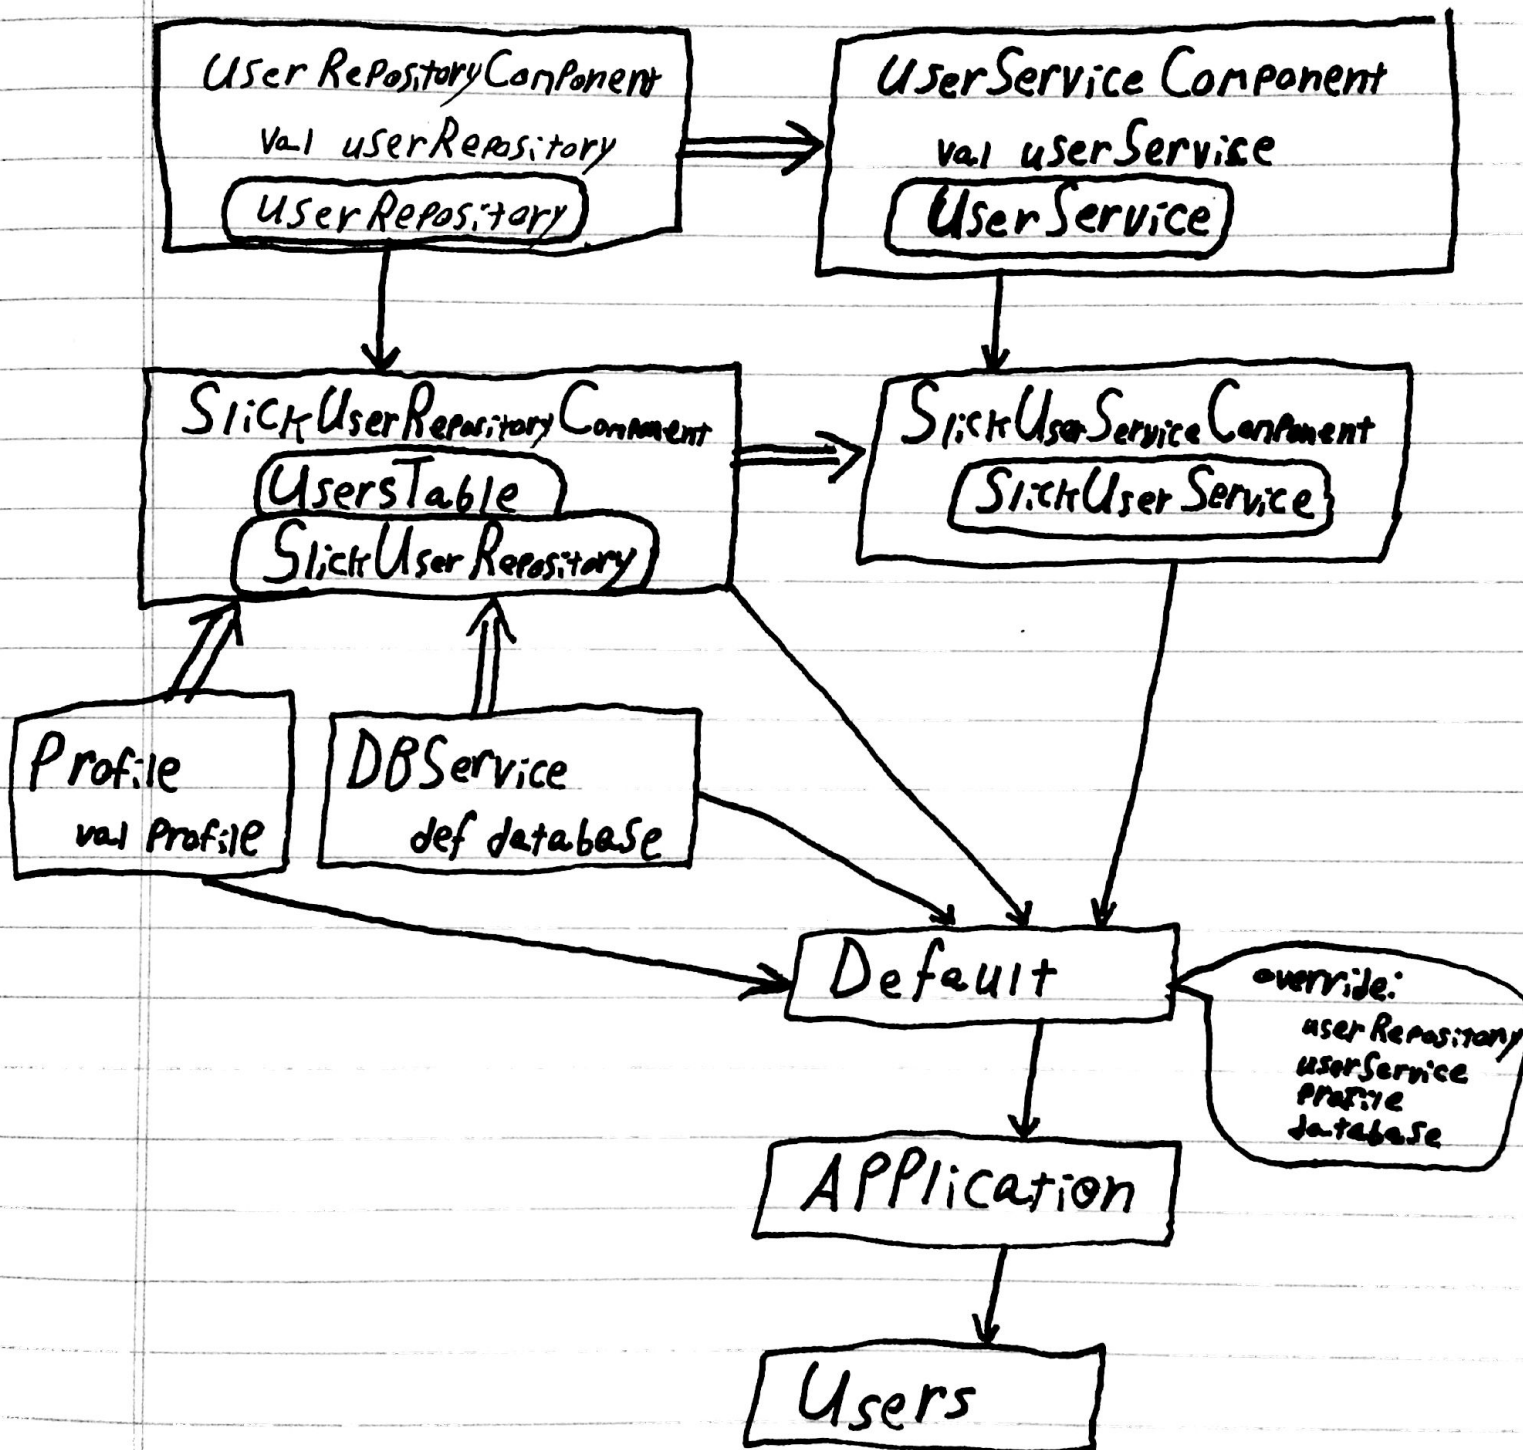 UserRepositoryComponent
val userRepository
UserRepository
UserServiceComponent
val userService
UserService
SlickUserRepositoryComponent
UsersTable
SlickUserRepository
SlickUserServiceComponent
SlickUserService
Profile
val profile
DBService
def database
Default
override:
userRepository
userService
profile
database
Application
Users